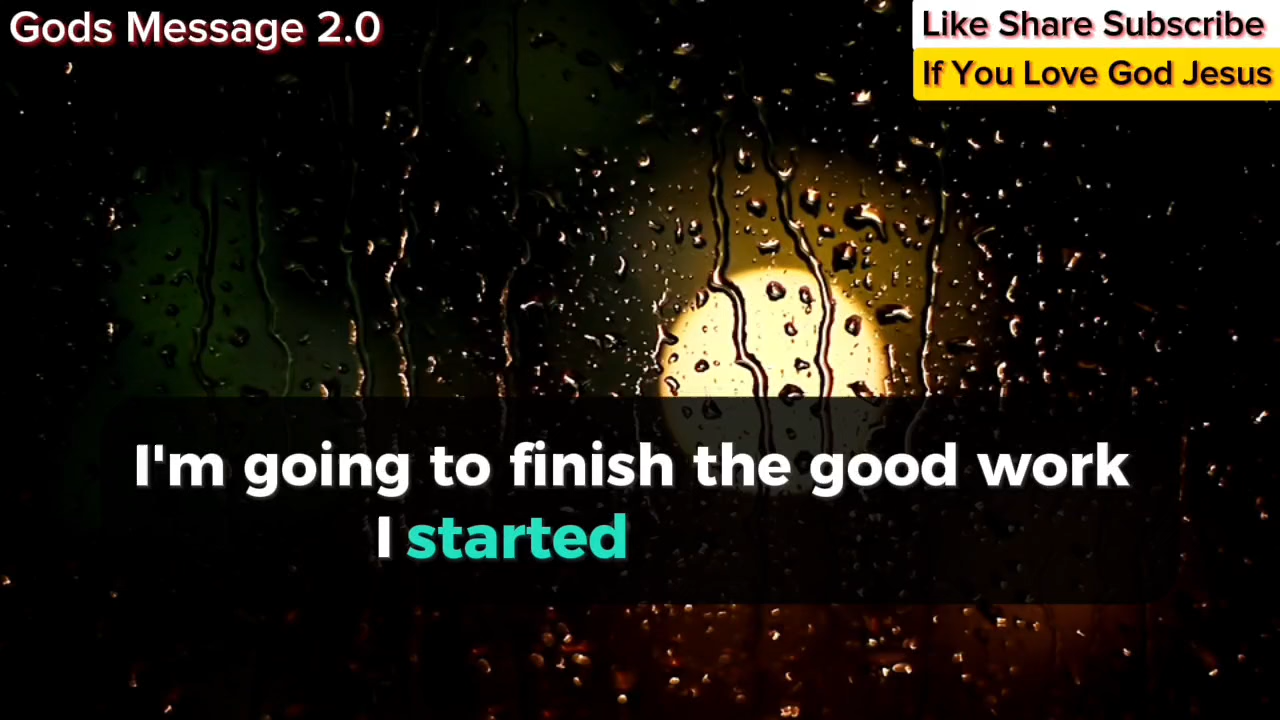 Gods Message 2.0
Like Share Subscribe
If You Love God Jesus
I'm going to finish the good work
I started